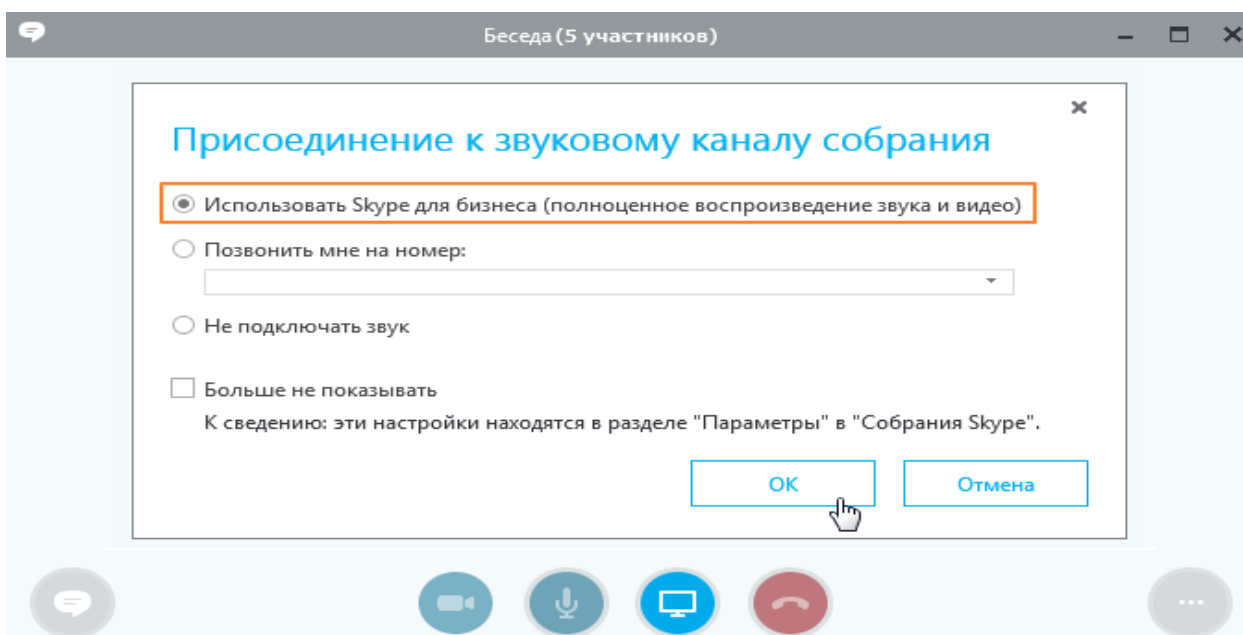 Беседа (5 участников)
Присоединение к звуковому каналу собрания
Использовать Skype для бизнеса (полноценное воспроизведение звука и видео)
Позвонить мне на номер:
Не подключать звук
Больше не показывать
К сведению: эти настройки находятся в разделе "Параметры" в "Собрания Skype".
ОК
Отмена